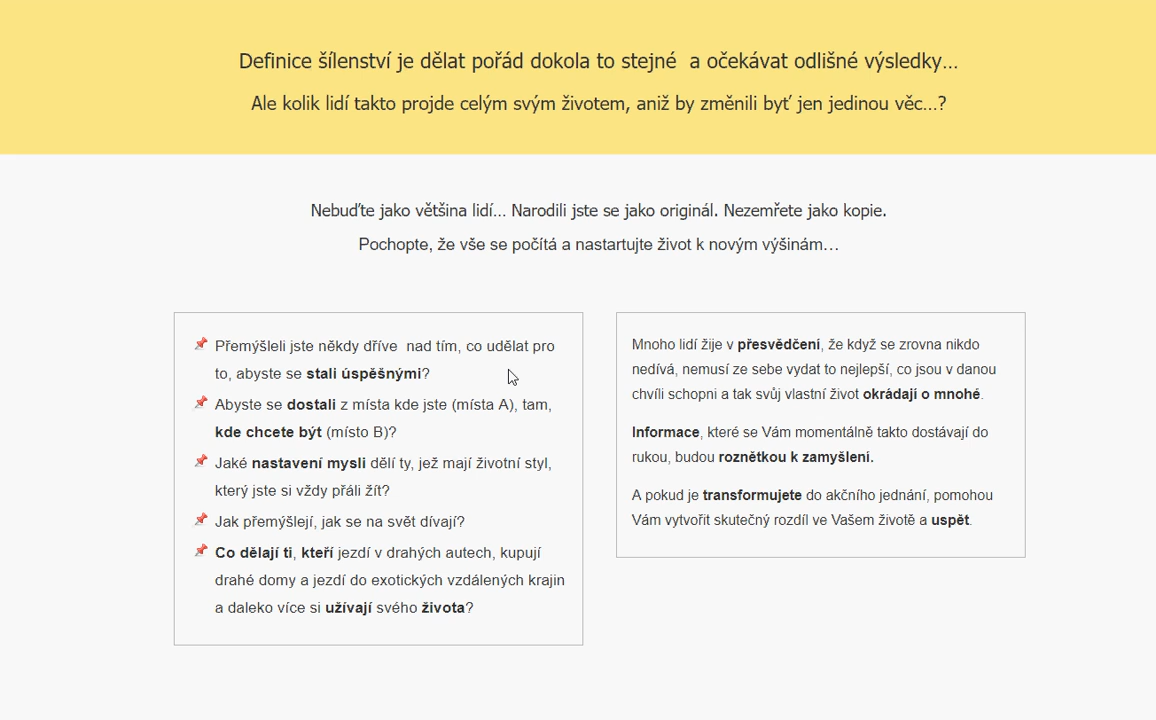 Definice šílenství je dělat pořád dokola to stejné  a očekávat odlišné výsledky...
Ale kolik lidí takto projde celým svým životem, aniž by změnili byť jen jedinou věc...?
Nebuďte jako většina lidí... Narodili jste se jako originál. Nezemřete jako kopie.
Pochopte, že vše se počítá a nastartujte život k novým výšinám…
Přemýšleli jste někdy dříve  nad tím, co udělat pro
to, abyste se stali úspěšnými?
Abyste se dostali z místa kde jste (místa A), tam,
kde chcete být (místo B)?
Jaké nastavení mysli dělí ty, jež mají životní styl,
který jste si vždy přáli žít?
Jak přemýšlejí, jak se na svět dívají?
Co dělají ti, kteří jezdí v drahých autech, kupují
drahé domy a jezdí do exotických vzdálených krajin
a daleko více si užívají svého života?
Mnoho lidí žije v přesvědčení, že když se zrovna nikdo
nedívá, nemusí ze sebe vydat to nejlepší, co jsou v danou
chvíli schopni a tak svůj vlastní život okrádají o mnohé.
Informace, které se Vám momentálně takto dostávají do
rukou, budou roznětkou k zamyšlení.
A pokud je transformujete do akčního jednání, pomohou
Vám vytvořit skutečný rozdíl ve Vašem životě a uspět.